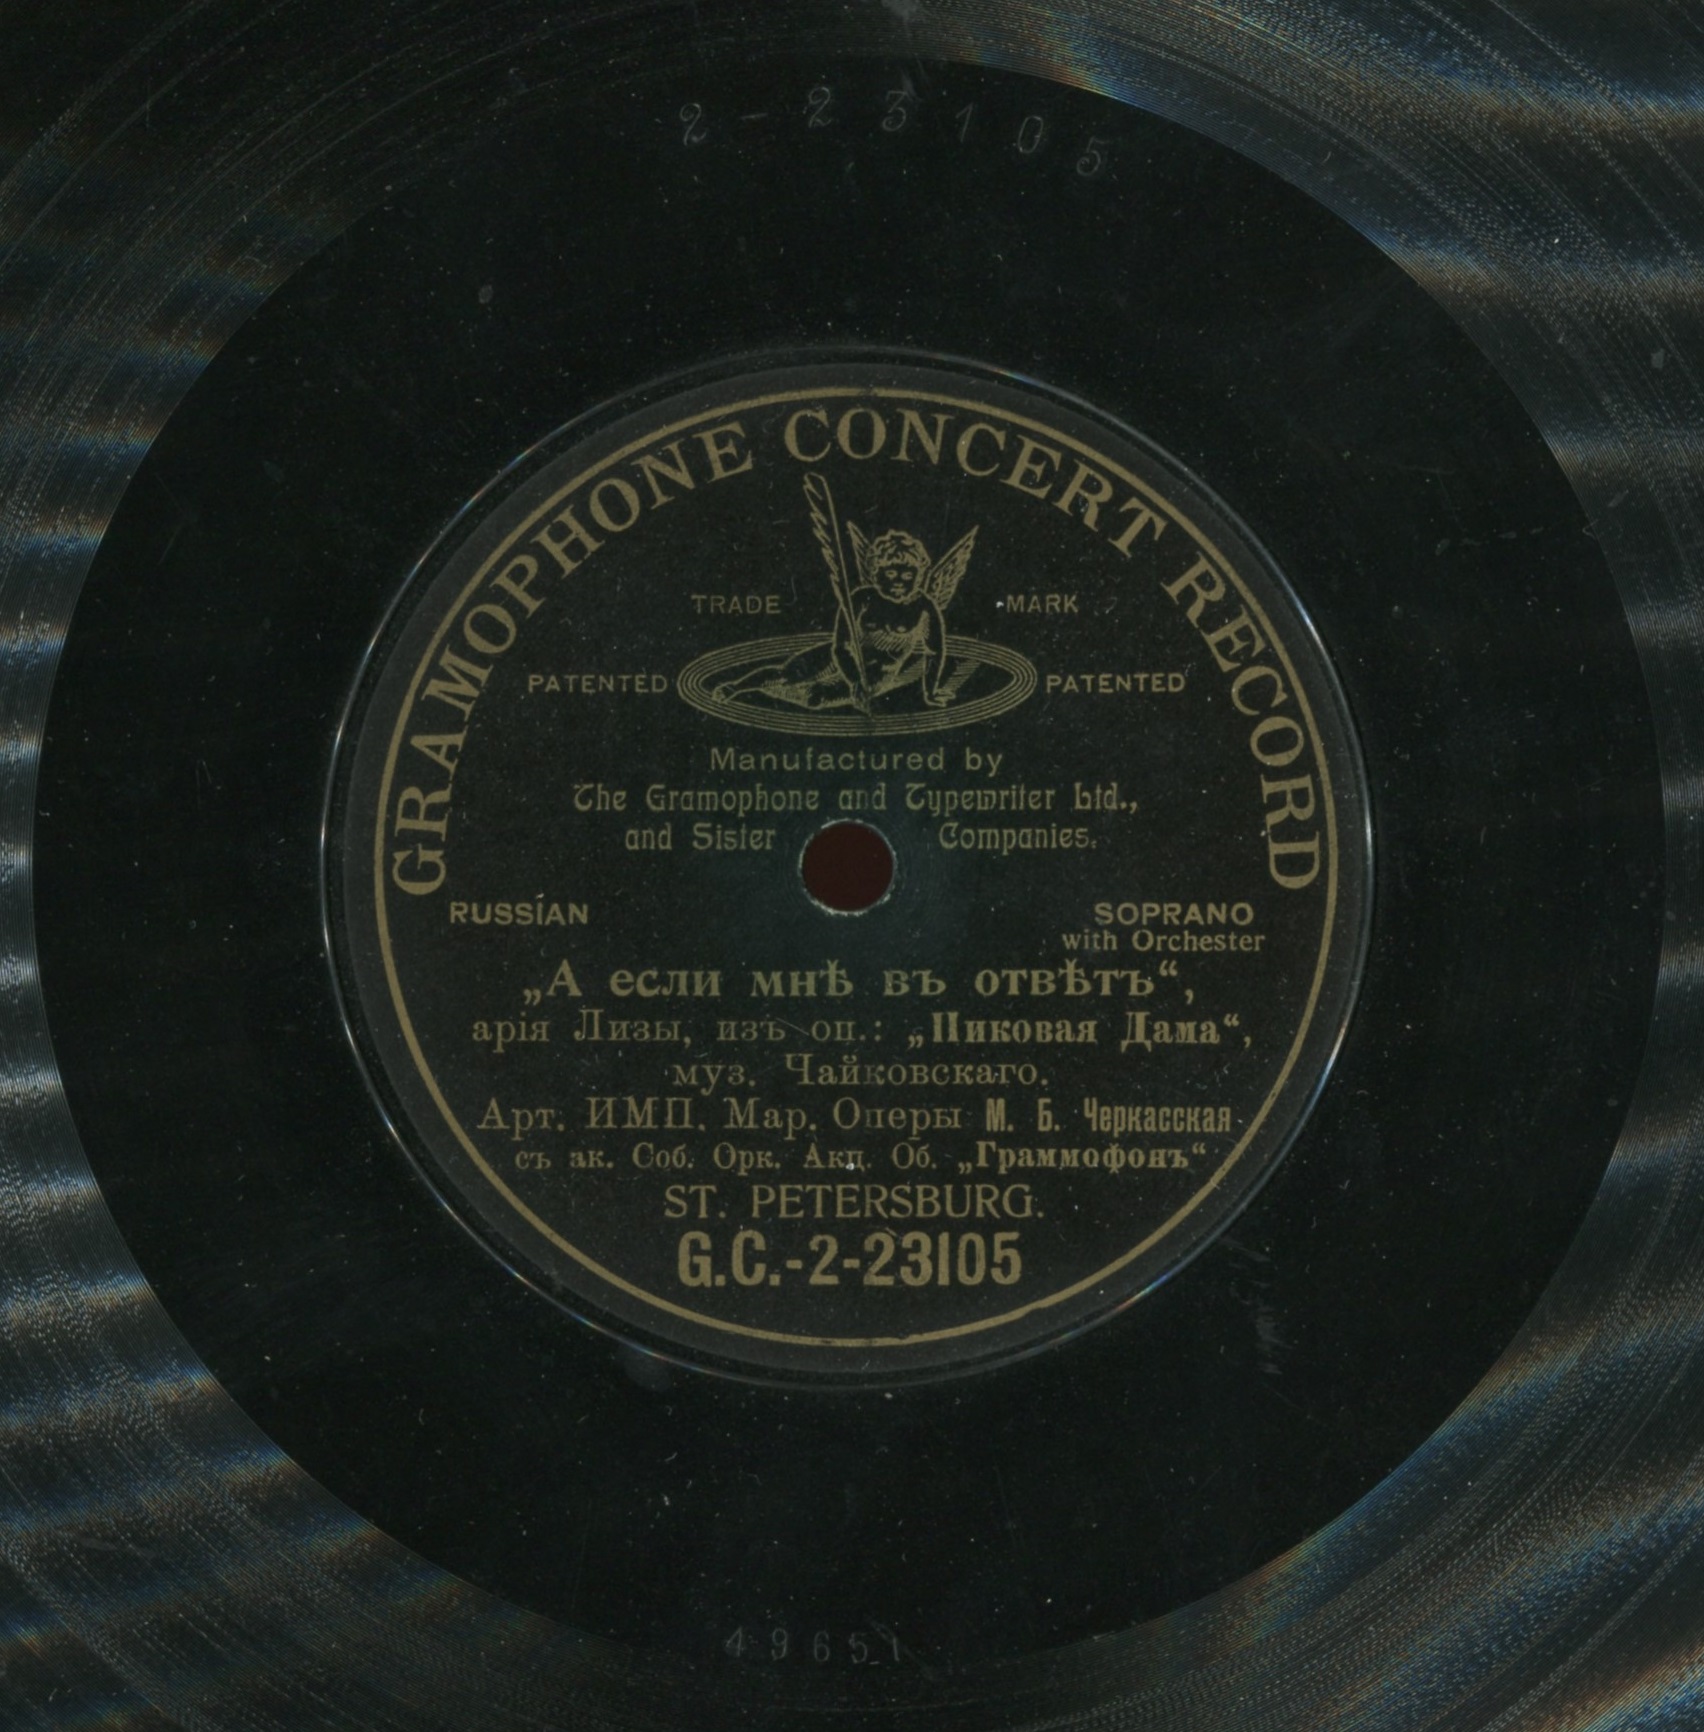 2-23105
GRAMOPHONE CONCERT RECORD
TRADE MARK
PATENTED PATENTED
Manufactured by
The Gramophone and Typewriter Ltd.,
and Sister Companies.
RUSSIAN SOPRANO
with Orchester
„А если мнѣ въ отвѣтъ“,
арія Лизы, изъ оп.: „Пиковая Дама“,
муз. Чайковскаго.
Арт. ИМП. Мар. Оперы М. Б. Черкасская
съ ак. Соб. Орк. Акц. Об. „Граммофонъ“
ST. PETERSBURG.
G.C.-2-23105
4965l